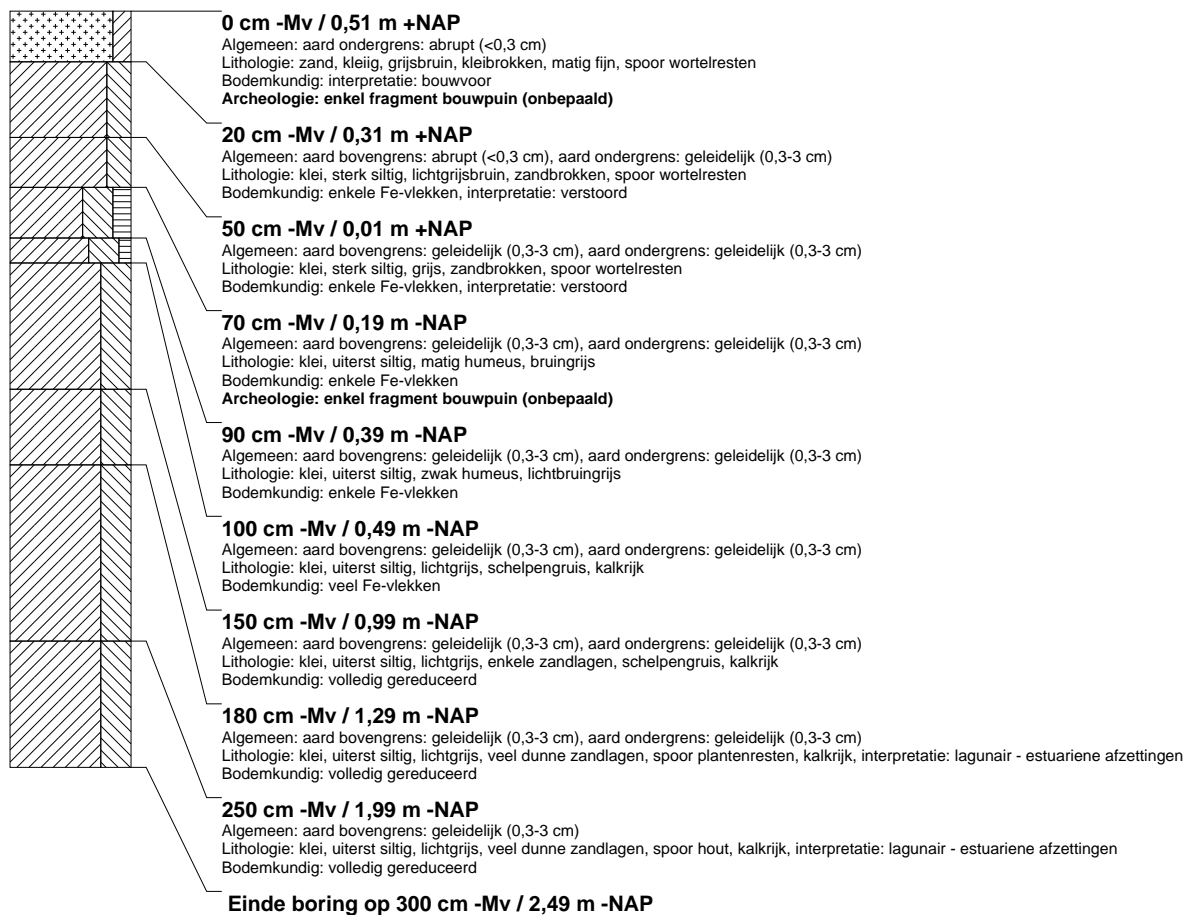 0 cm -Mv / 0,51 m +NAP
Algemeen: aard ondergrens: abrupt (<0,3 cm)
Lithologie: zand, kleiig, grijsbruin, kleibrokken, matig fijn, spoor wortelresten
Bodemkundig: interpretatie: bouwvoor
Archeologie: enkel fragment bouwpuin (onbepaald)
20 cm -Mv / 0,31 m +NAP
Algemeen: aard bovengrens: abrupt (<0,3 cm), aard ondergrens: geleidelijk (0,3-3 cm)
Lithologie: klei, sterk siltig, lichtgrijsbruin, zandbrokken, spoor wortelresten
Bodemkundig: enkele Fe-vlekken, interpretatie: verstoord
50 cm -Mv / 0,01 m +NAP
Algemeen: aard bovengrens: geleidelijk (0,3-3 cm), aard ondergrens: geleidelijk (0,3-3 cm)
Lithologie: klei, sterk siltig, grijs, zandbrokken, spoor wortelresten
Bodemkundig: enkele Fe-vlekken, interpretatie: verstoord
70 cm -Mv / 0,19 m -NAP
Algemeen: aard bovengrens: geleidelijk (0,3-3 cm), aard ondergrens: geleidelijk (0,3-3 cm)
Lithologie: klei, uiterst siltig, matig humeus, bruingrijs
Bodemkundig: enkele Fe-vlekken
Archeologie: enkel fragment bouwpuin (onbepaald)
90 cm -Mv / 0,39 m -NAP
Algemeen: aard bovengrens: geleidelijk (0,3-3 cm), aard ondergrens: geleidelijk (0,3-3 cm)
Lithologie: klei, uiterst siltig, zwak humeus, lichtbruingrijs
Bodemkundig: enkele Fe-vlekken
100 cm -Mv / 0,49 m -NAP
Algemeen: aard bovengrens: geleidelijk (0,3-3 cm), aard ondergrens: geleidelijk (0,3-3 cm)
Lithologie: klei, uiterst siltig, lichtgrijs, schelpengruis, kalkrijk
Bodemkundig: veel Fe-vlekken
150 cm -Mv / 0,99 m -NAP
Algemeen: aard bovengrens: geleidelijk (0,3-3 cm), aard ondergrens: geleidelijk (0,3-3 cm)
Lithologie: klei, uiterst siltig, lichtgrijs, enkele zandlagen, schelpengruis, kalkrijk
Bodemkundig: volledig gereduceerd
180 cm -Mv / 1,29 m -NAP
Algemeen: aard bovengrens: geleidelijk (0,3-3 cm), aard ondergrens: geleidelijk (0,3-3 cm)
Lithologie: klei, uiterst siltig, lichtgrijs, veel dunne zandlagen, spoor plantenresten, kalkrijk, interpretatie: lagunair - estuariene afzettingen
Bodemkundig: volledig gereduceerd
250 cm -Mv / 1,99 m -NAP
Algemeen: aard bovengrens: geleidelijk (0,3-3 cm)
Lithologie: klei, uiterst siltig, lichtgrijs, veel dunne zandlagen, spoor hout, kalkrijk, interpretatie: lagunair - estuariene afzettingen
Bodemkundig: volledig gereduceerd
Einde boring op 300 cm -Mv / 2,49 m -NAP